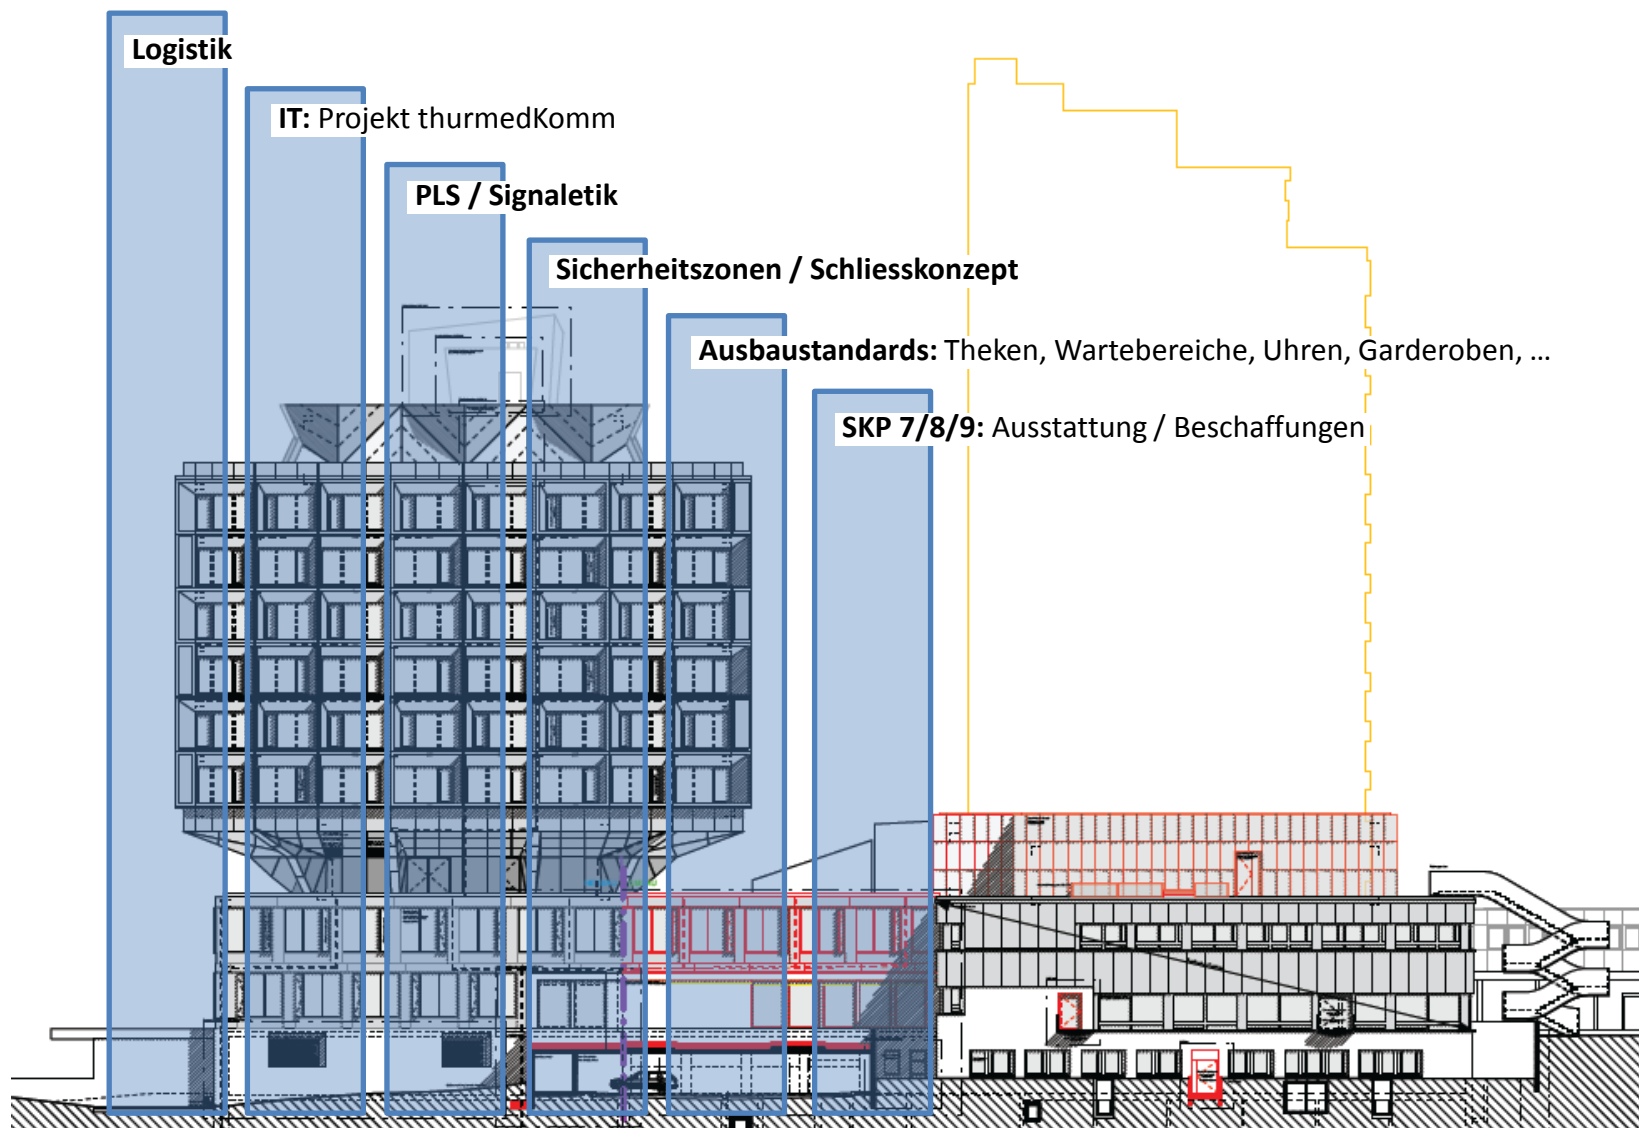 Logistik
IT: Projekt thurmedKomm
PLS / Signaletik
Sicherheitszonen / Schliesskonzept
Ausbaustandards: Theken, Wartebereiche, Uhren, Garderoben, ...
SKP 7/8/9: Ausstattung / Beschaffungen